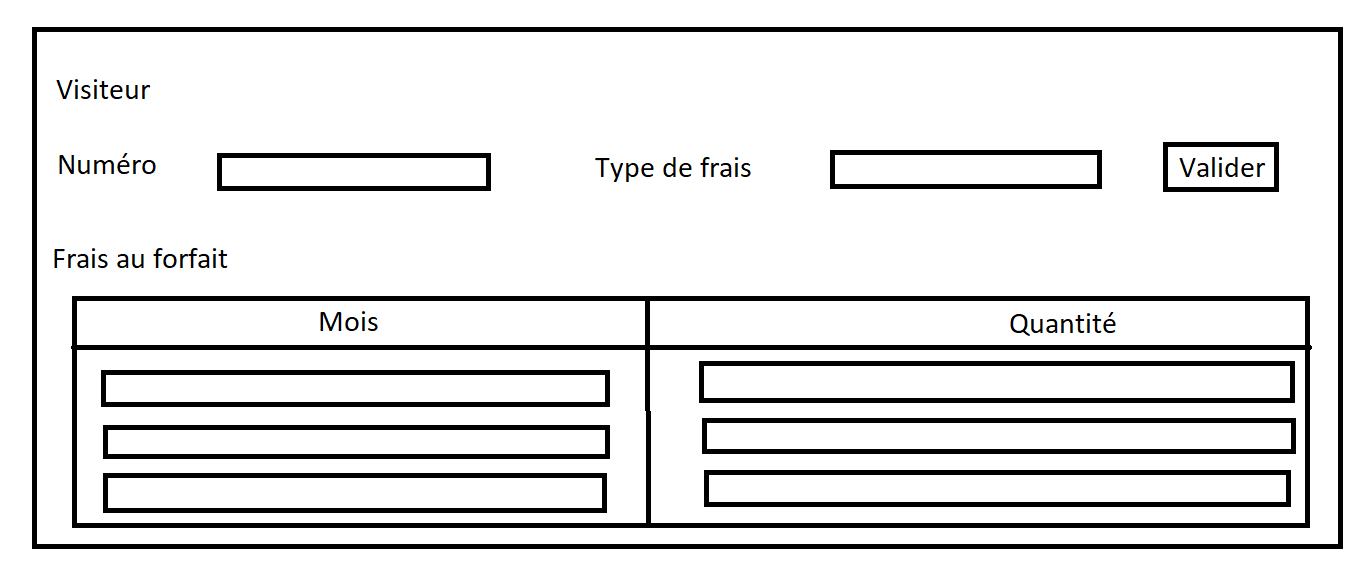 Visiteur
Numéro Type de frais Valider
Frais au forfait
Mois Quantité